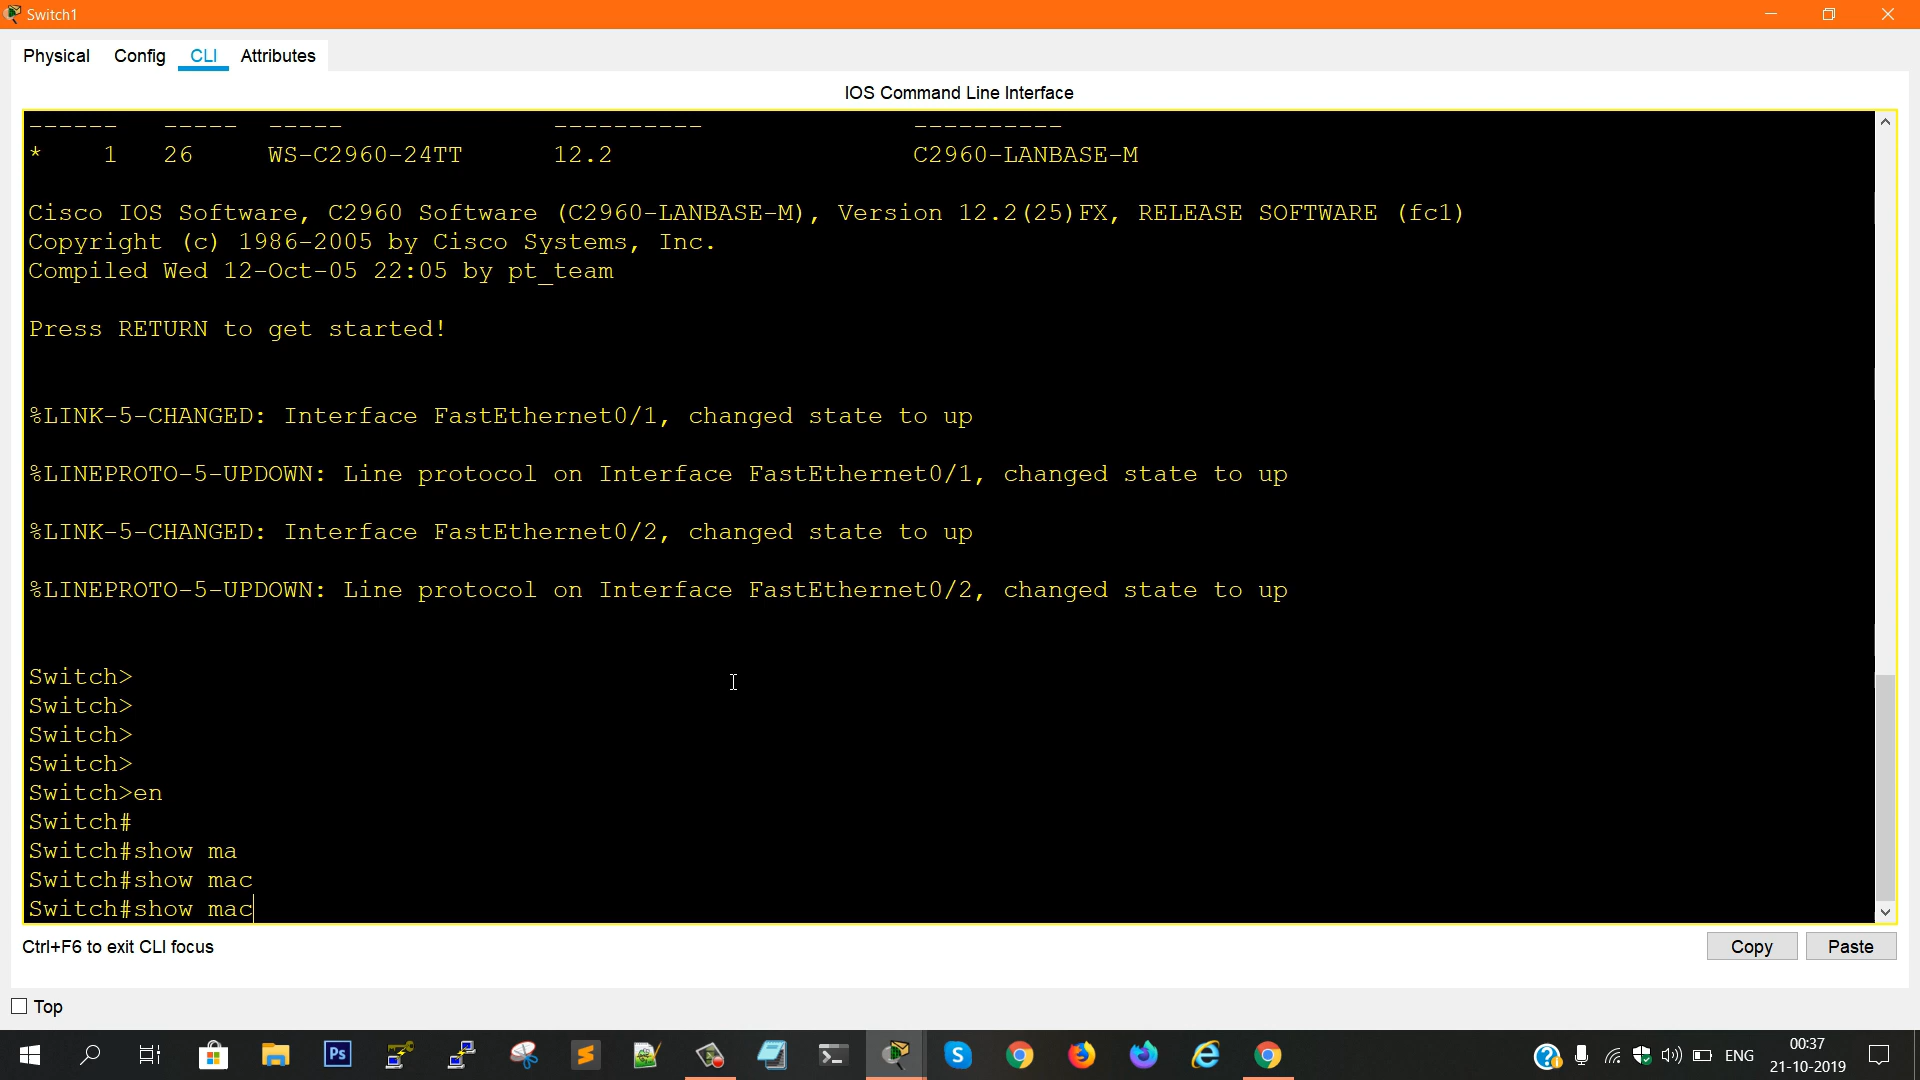 Switch1
Physical Config CLI Attributes
IOS Command Line Interface
------ ----- ----- ---------- ----------
* 1 26 WS-C2960-24TT 12.2 C2960-LANBASE-M
Cisco IOS Software, C2960 Software (C2960-LANBASE-M), Version 12.2(25)FX, RELEASE SOFTWARE (fc1)
Copyright (c) 1986-2005 by Cisco Systems, Inc.
Compiled Wed 12-Oct-05 22:05 by pt_team
Press RETURN to get started!
%LINK-5-CHANGED: Interface FastEthernet0/1, changed state to up
%LINEPROTO-5-UPDOWN: Line protocol on Interface FastEthernet0/1, changed state to up
%LINK-5-CHANGED: Interface FastEthernet0/2, changed state to up
%LINEPROTO-5-UPDOWN: Line protocol on Interface FastEthernet0/2, changed state to up
Switch>
Switch>
Switch>
Switch>
Switch>en
Switch#
Switch#show ma
Switch#show mac
Switch#show mac
Ctrl+F6 to exit CLI focus
Copy Paste
Top
Ps
S
ENG
00:37
21-10-2019